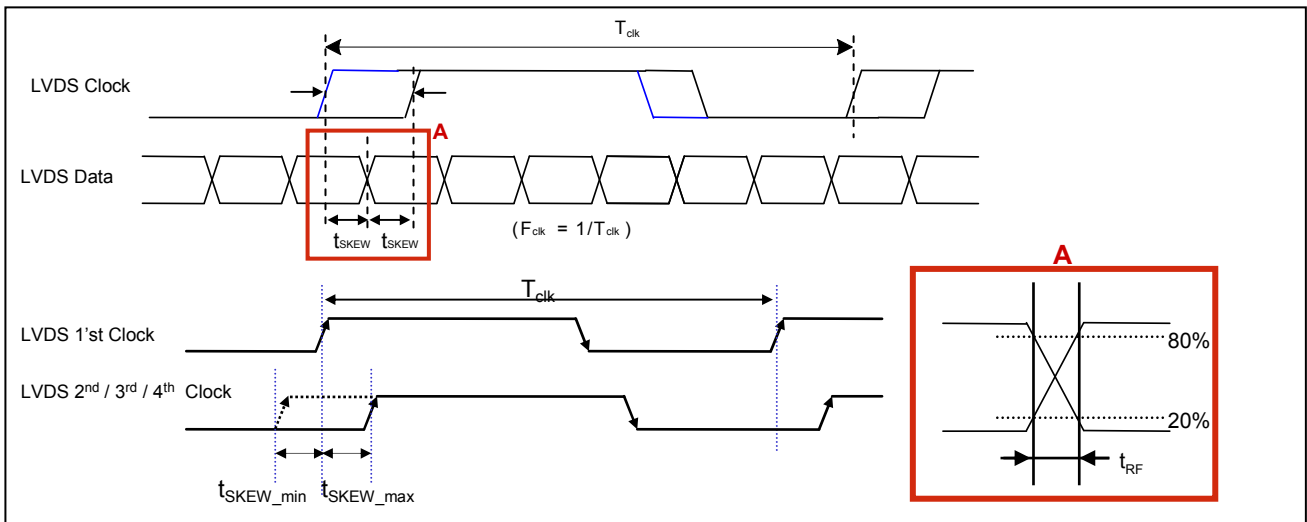 Tclk
LVDS Clock
A
LVDS Data
tSKEW tSKEW
(Fclk = 1/Tclk)
A
Tclk
LVDS 1'st Clock
80%
LVDS 2nd / 3rd / 4th Clock
20%
tRF
tSKEW_min tSKEW_max